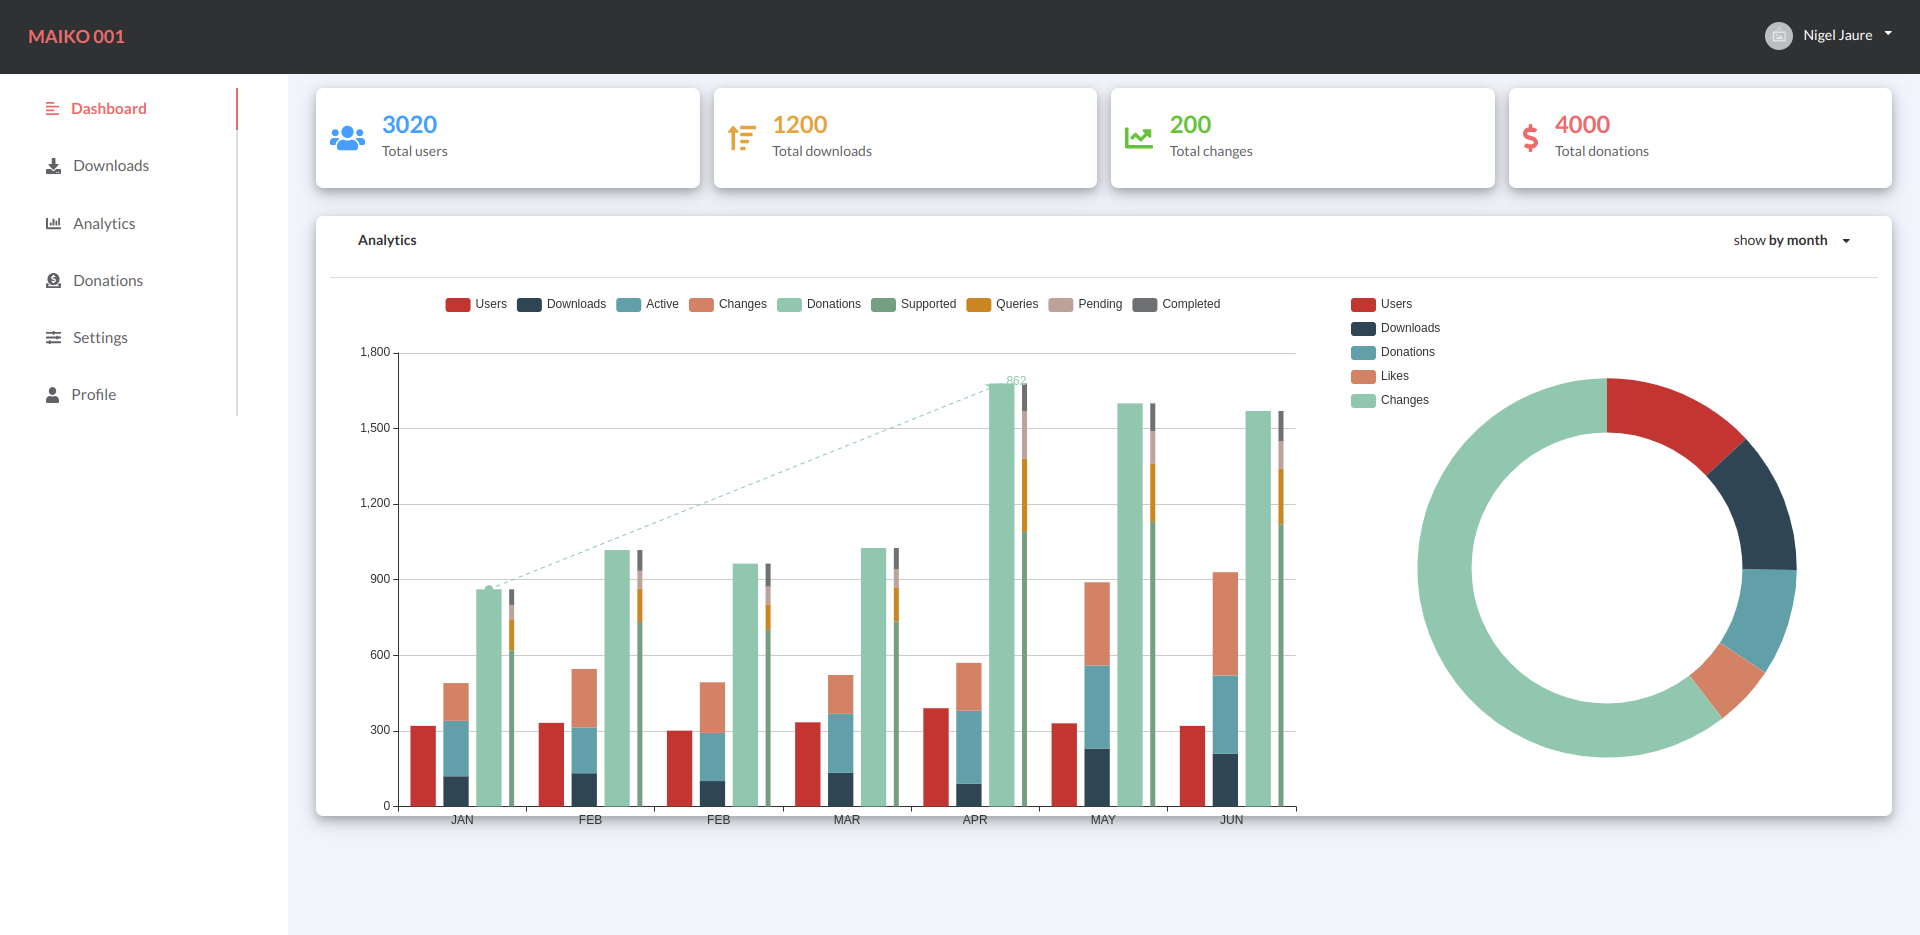 MAIKO 001
Nigel Jaure
Dashboard
Downloads
Analytics
Donations
Settings
Profile
3020
Total users
1200
Total downloads
200
Total changes
4000
Total donations
Analytics
show by month
Users Downloads Active Changes Donations Supported Queries Pending Completed
1,800
1,500
1,200
900
600
300
0
862
JAN FEB FEB MAR APR MAY JUN
Users
Downloads
Donations
Likes
Changes